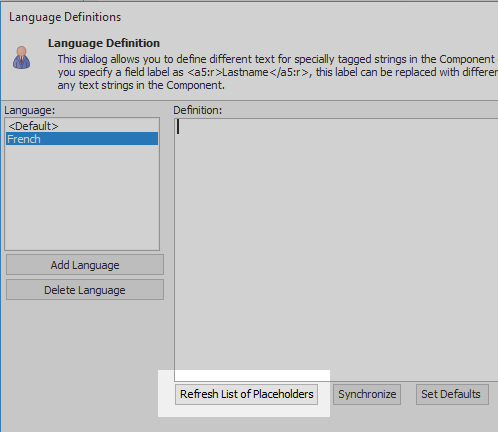 Language Definitions
Language Definition
This dialog allows you to define different text for specially tagged strings in the Component
you specify a field label as <a5:r>Lastname</a5:r>, this label can be replaced with differen
any text strings in the Component.
Language:
<Default>
French
Add Language
Delete Language
Definition:
Refresh List of Placeholders
Synchronize
Set Defaults